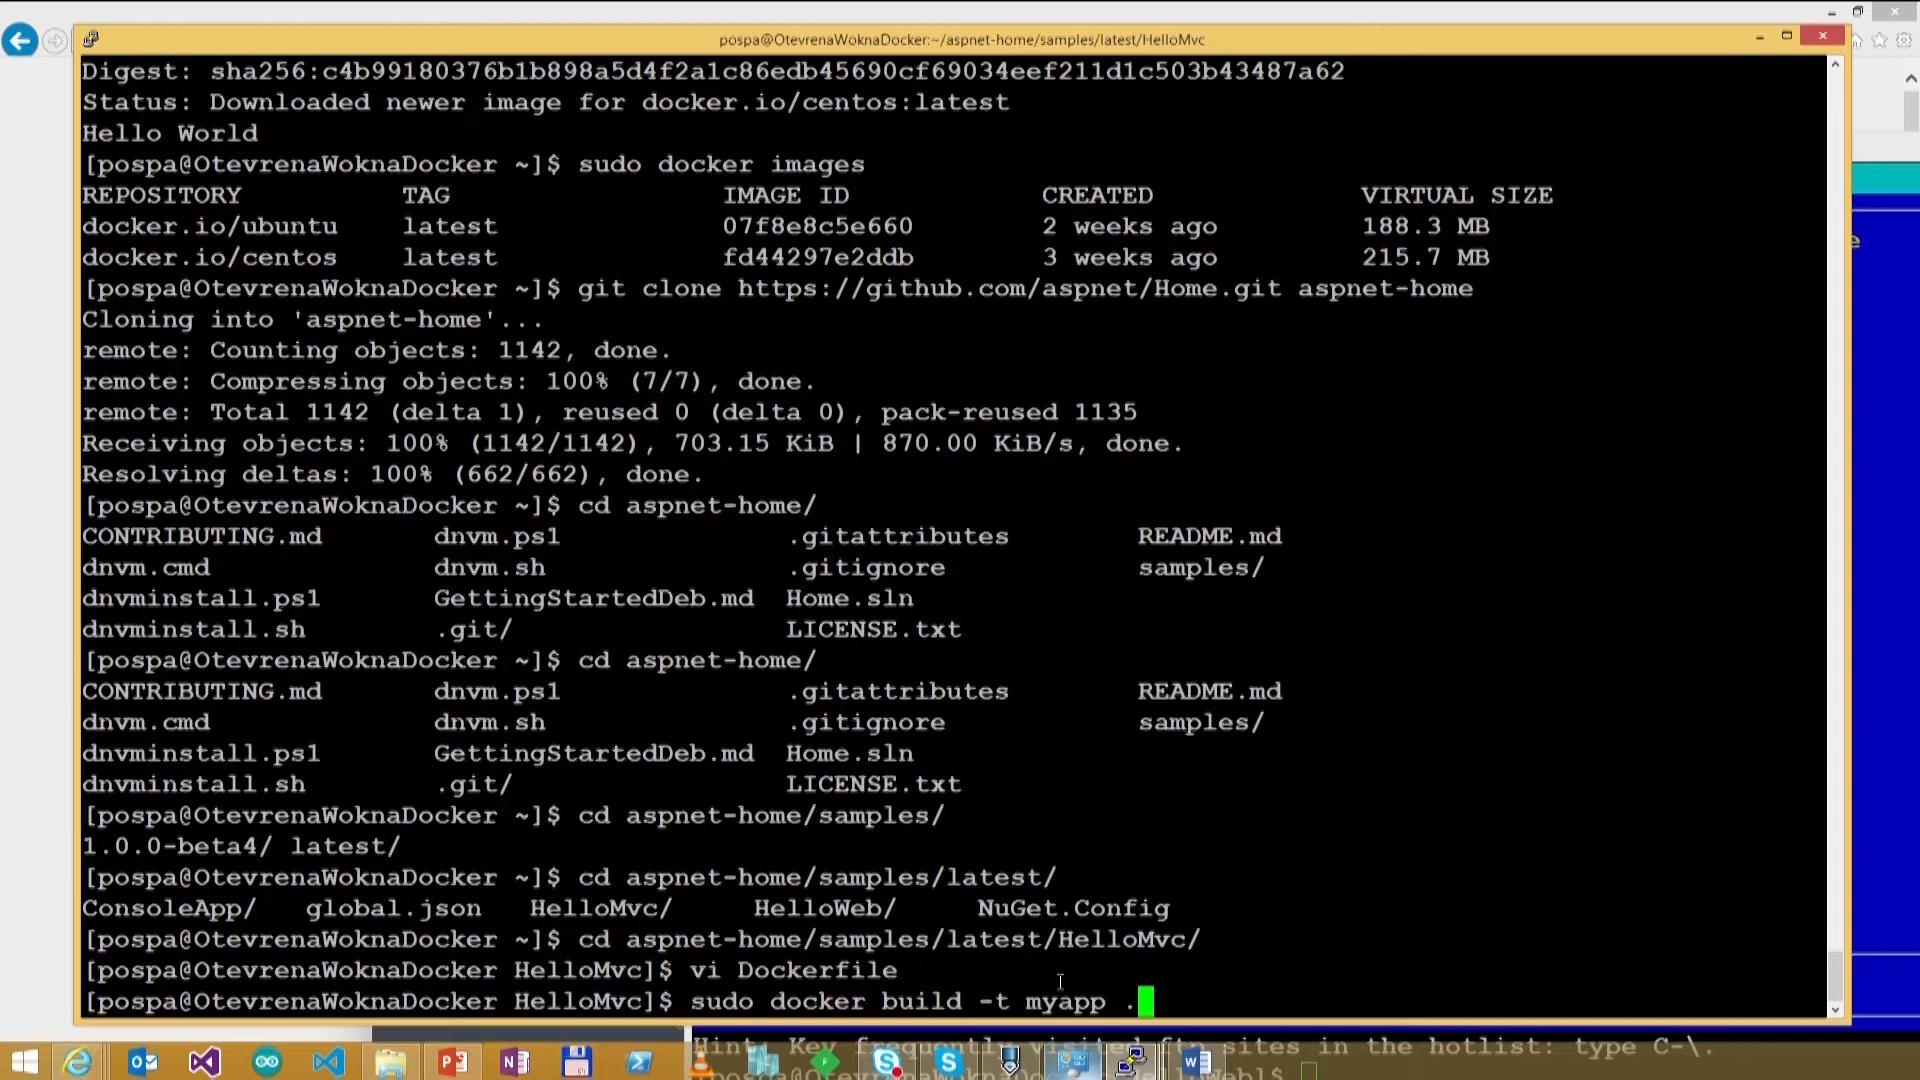 pospa@OtevrenaWoknaDocker:~/aspnet-home/samples/latest/HelloMvc
Digest: sha256:c4b99180376b1b898a5d4f2a1c86edb45690cf69034eef211d1c503b43487a62
Status: Downloaded newer image for docker.io/centos:latest
Hello World
[pospa@OtevrenaWoknaDocker ~]$ sudo docker images
REPOSITORY TAG IMAGE ID CREATED VIRTUAL SIZE
docker.io/ubuntu latest 07f8e8c5e660 2 weeks ago 188.3 MB
docker.io/centos latest fd44297e2ddb 3 weeks ago 215.7 MB
[pospa@OtevrenaWoknaDocker ~]$ git clone https://github.com/aspnet/Home.git aspnet-home
Cloning into 'aspnet-home'...
remote: Counting objects: 1142, done.
remote: Compressing objects: 100% (7/7), done.
remote: Total 1142 (delta 1), reused 0 (delta 0), pack-reused 1135
Receiving objects: 100% (1142/1142), 703.15 KiB | 870.00 KiB/s, done.
Resolving deltas: 100% (662/662), done.
[pospa@OtevrenaWoknaDocker ~]$ cd aspnet-home/
CONTRIBUTING.md dnvm.ps1 .gitattributes README.md
dnvm.cmd dnvm.sh .gitignore samples/
dnvminstall.ps1 GettingStartedDeb.md Home.sln
dnvminstall.sh .git/ LICENSE.txt
[pospa@OtevrenaWoknaDocker ~]$ cd aspnet-home/
CONTRIBUTING.md dnvm.ps1 .gitattributes README.md
dnvm.cmd dnvm.sh .gitignore samples/
dnvminstall.ps1 GettingStartedDeb.md Home.sln
dnvminstall.sh .git/ LICENSE.txt
[pospa@OtevrenaWoknaDocker ~]$ cd aspnet-home/samples/
1.0.0-beta4/ latest/
[pospa@OtevrenaWoknaDocker ~]$ cd aspnet-home/samples/latest/
ConsoleApp/ global.json HelloMvc/ HelloWeb/ NuGet.Config
[pospa@OtevrenaWoknaDocker ~]$ cd aspnet-home/samples/latest/HelloMvc/
[pospa@OtevrenaWoknaDocker HelloMvc]$ vi Dockerfile
[pospa@OtevrenaWoknaDocker HelloMvc]$ sudo docker build -t myapp .
Hint: Key frequently visited ftp sites in the hotlist: type C-\.